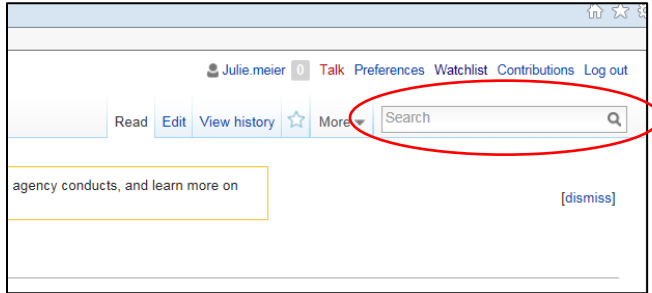 Julie.meier 0 Talk Preferences Watchlist Contributions Log out
Read Edit View history More Search
agency conducts, and learn more on
[dismiss]